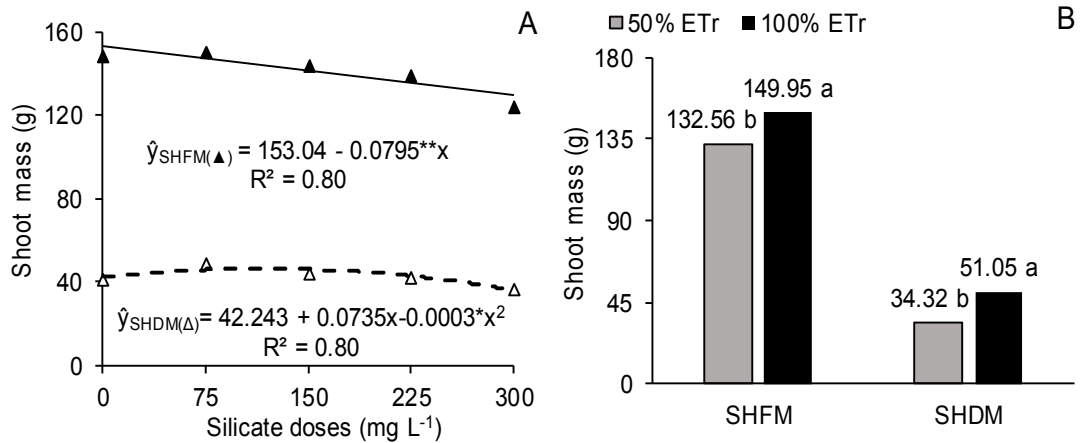 A
160
120
80
40
0
Shoot mass (g)
ŷSHFM(▲) = 153.04 - 0.0795**x
R² = 0.80
ŷSHDM(Δ) = 42.243 + 0.0735x-0.0003*x²
R² = 0.80
0 75 150 225 300
Silicate doses (mg L⁻¹)
B
50% ETr 100% ETr
180
135
90
45
0
Shoot mass (g)
132.56 b
149.95 a
34.32 b
51.05 a
SHFM SHDM